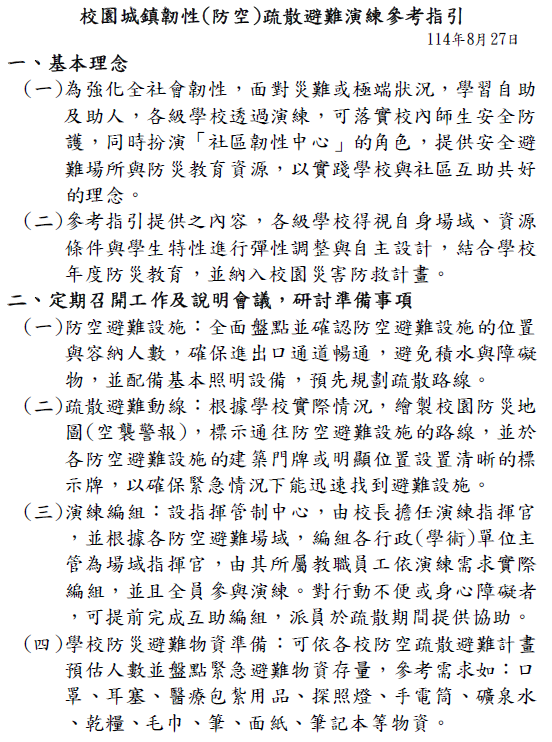 校園城鎮韌性(防空)疏散避難演練參考指引
114年8月27日
一、基本理念
(一)為強化全社會韌性，面對災難或極端狀況，學習自助
及助人，各級學校透過演練，可落實校內師生安全防
護，同時扮演「社區韌性中心」的角色，提供安全避
難場所與防災教育資源，以實踐學校與社區互助共好
的理念。
(二)參考指引提供之內容，各級學校得視自身場域、資源
條件與學生特性進行彈性調整與自主設計，結合學校
年度防災教育，並納入校園災害防救計畫。
二、定期召開工作及說明會議，研討準備事項
(一)防空避難設施：全面盤點並確認防空避難設施的位置
與容納人數，確保進出口通道暢通，避免積水與障礙
物，並配備基本照明設備，預先規劃疏散路線。
(二)疏散避難動線：根據學校實際情況，繪製校園防災地
圖(空襲警報)，標示通往防空避難設施的路線，並於
各防空避難設施的建築門牌或明顯位置設置清晰的標
示牌，以確保緊急情況下能迅速找到避難設施。
(三)演練編組：設指揮管制中心，由校長擔任演練指揮官
，並根據各防空避難場域，編組各行政(學術)單位主
管為場域指揮官，由其所屬教職員工依演練需求實際
編組，並且全員參與演練。對行動不便或身心障礙者
，可提前完成互助編組，派員於疏散期間提供協助。
(四)學校防災避難物資準備：可依各校防空疏散避難計畫
預估人數並盤點緊急避難物資存量，參考需求如：口
罩、耳塞、醫療包紮用品、探照燈、手電筒、礦泉水
、乾糧、毛巾、筆、面紙、筆記本等物資。